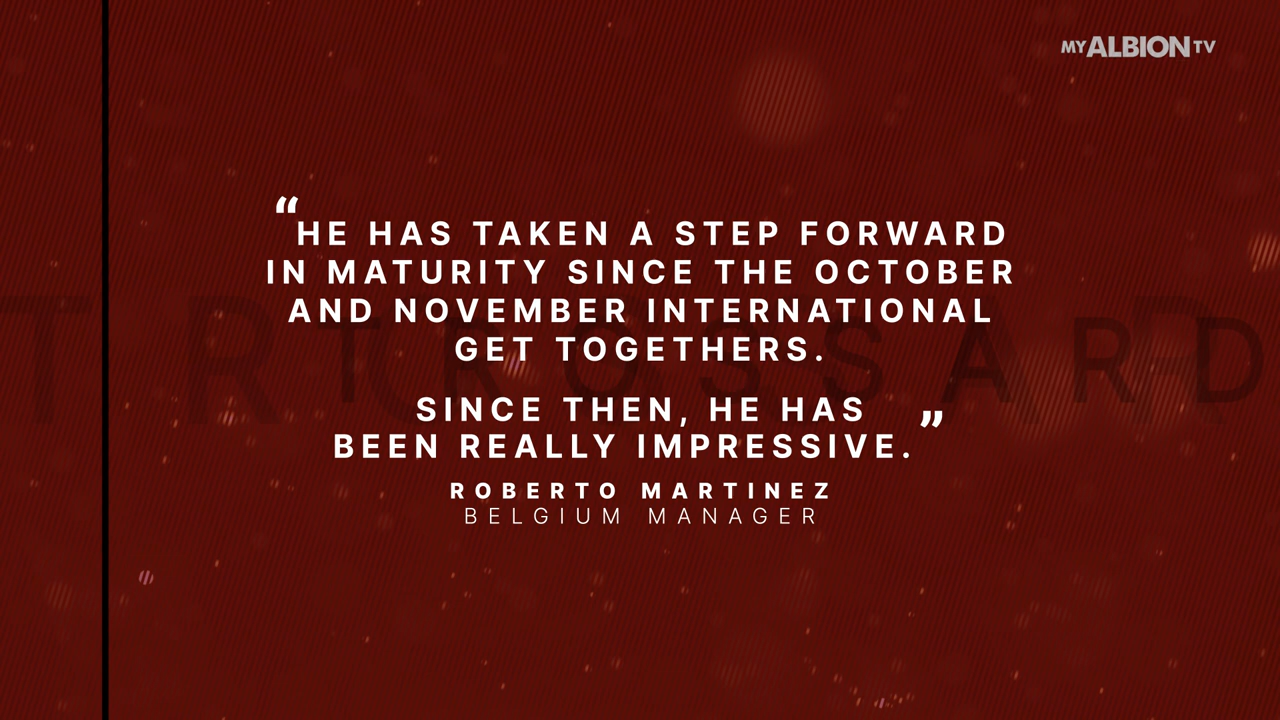 MYALBIONTV
“HE HAS TAKEN A STEP FORWARD
IN MATURITY SINCE THE OCTOBER
AND NOVEMBER INTERNATIONAL
GET TOGETHERS.
SINCE THEN, HE HAS
BEEN REALLY IMPRESSIVE.”
ROBERTO MARTINEZ
BELGIUM MANAGER
TROSSARD